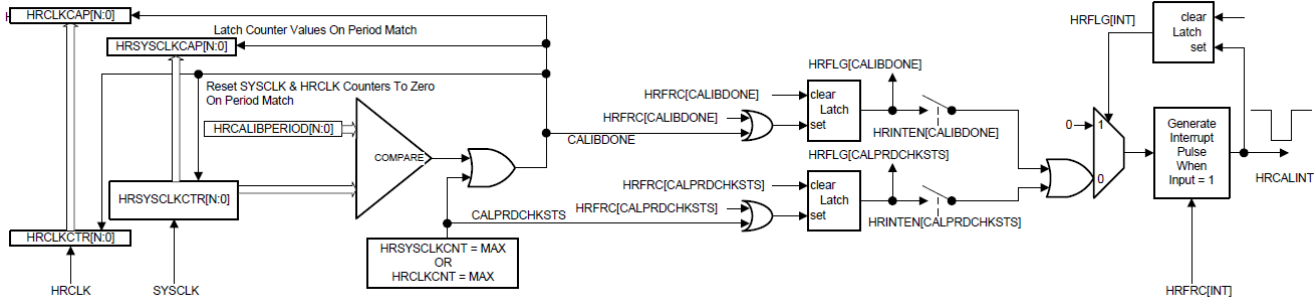 HRCLKCAP[N:0]
Latch Counter Values On Period Match
HRSYSCLKCAP[N:0]
Reset SYSCLK & HRCLK Counters To Zero
On Period Match
HRCALIBPERIOD[N:0]
COMPARE
HRSYSCLKCTR[N:0]
HRCLKCTR[N:0]
HRCLK
SYSCLK
CALIBDONE
CALPRDCHKSTS
HRSYSCLKCNT = MAX
OR
HRCLKCNT = MAX
HRFRC[CALIBDONE]
HRFRC[CALIBDONE]
clear
Latch
set
HRFLG[CALIBDONE]
HRINTEN[CALIBDONE]
HRFLG[CALPRDCHKSTS]
HRFRC[CALPRDCHKSTS]
HRFRC[CALPRDCHKSTS]
clear
Latch
set
HRINTEN[CALPRDCHKSTS]
HRFLG[INT]
clear
Latch
set
0
1
0
Generate
Interrupt
Pulse
When
Input = 1
HRCALINT
HRFRC[INT]